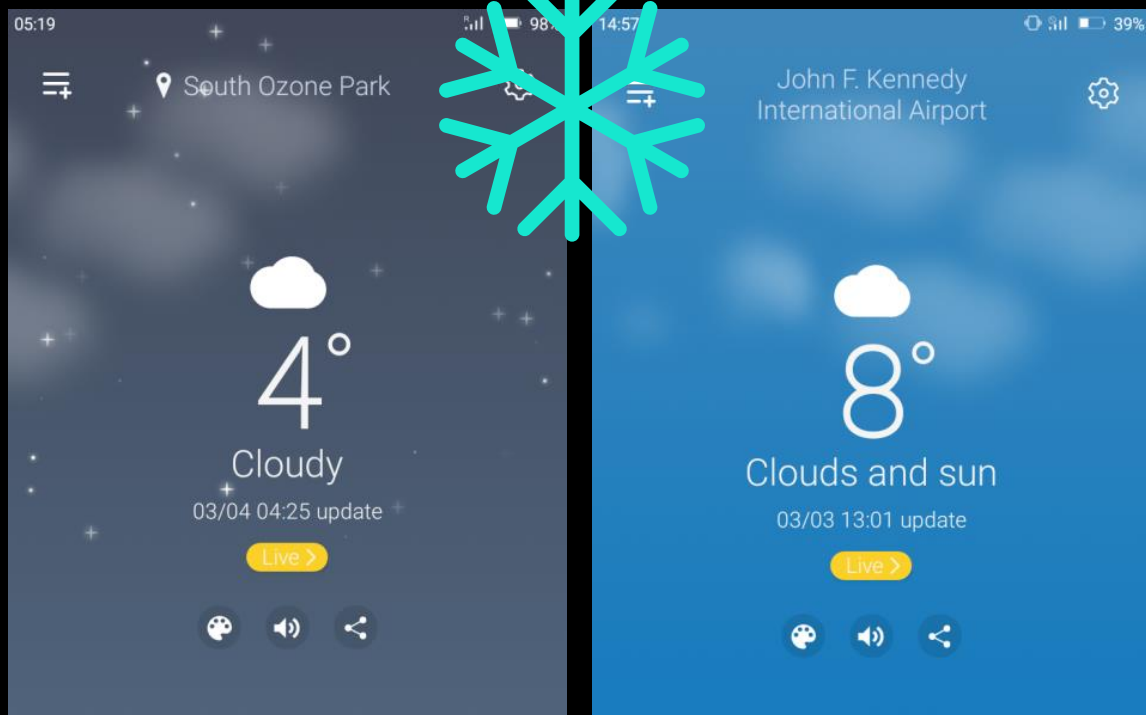 05:19
98%
South Ozone Park
4°
Cloudy
03/04 04:25 update
Live >
14:57
39%
John F. Kennedy
International Airport
8°
Clouds and sun
03/03 13:01 update
Live >